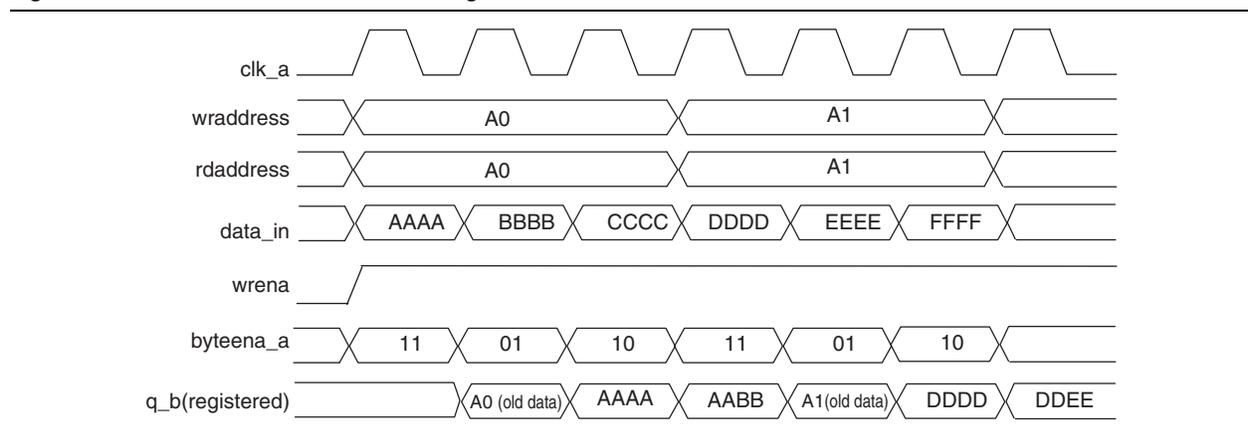 clk_a
wraddress A0 A1
rdaddress A0 A1
data_in AAAA BBBB CCCC DDDD EEEE FFFF
wrena
byteena_a 11 01 10 11 01 10
q_b(registered) A0 (old data) AAAA AABB A1(old data) DDDD DDEE